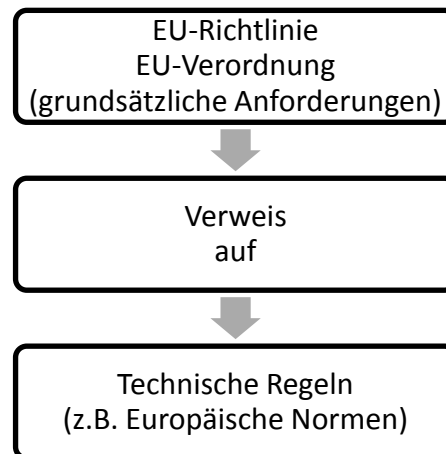 EU-Richtlinie
EU-Verordnung
(grundsätzliche Anforderungen)
Verweis
auf
Technische Regeln
(z.B. Europäische Normen)